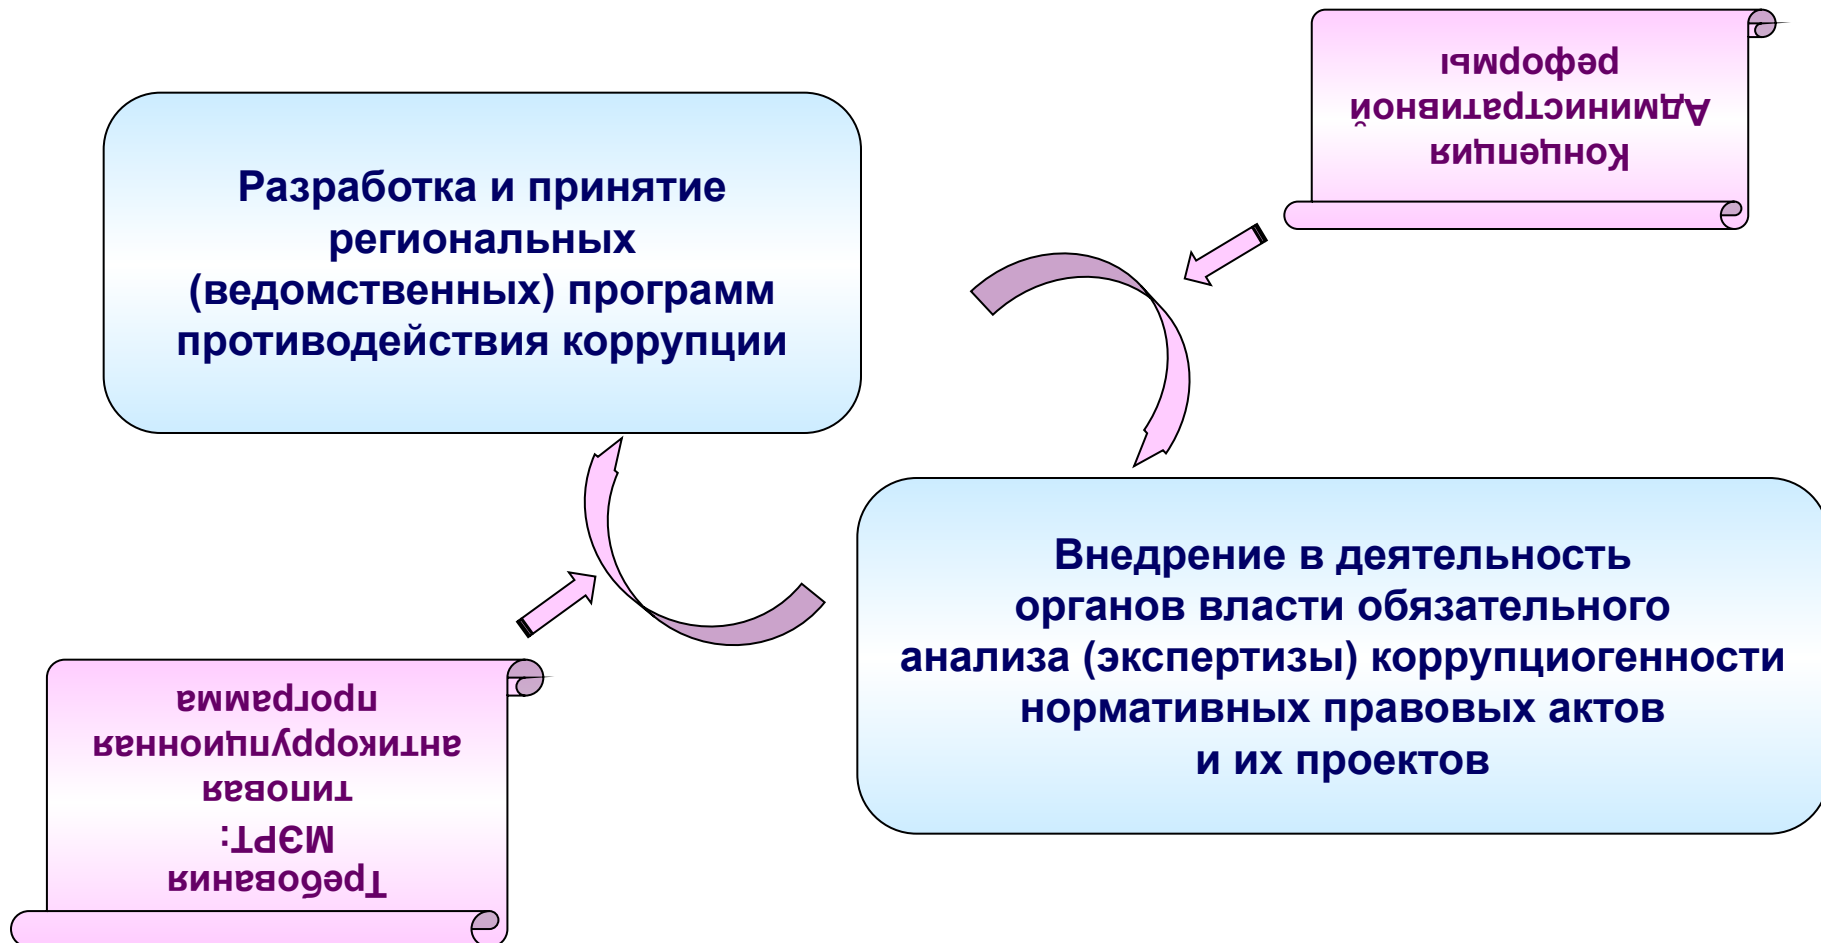 Концепция
Административной
реформы
Разработка и принятие
региональных
(ведомственных) программ
противодействия коррупции
Внедрение в деятельность
органов власти обязательного
анализа (экспертизы) коррупциогенности
нормативных правовых актов
и их проектов
Требования
МЭРТ:
типовая
антикоррупционная
программа